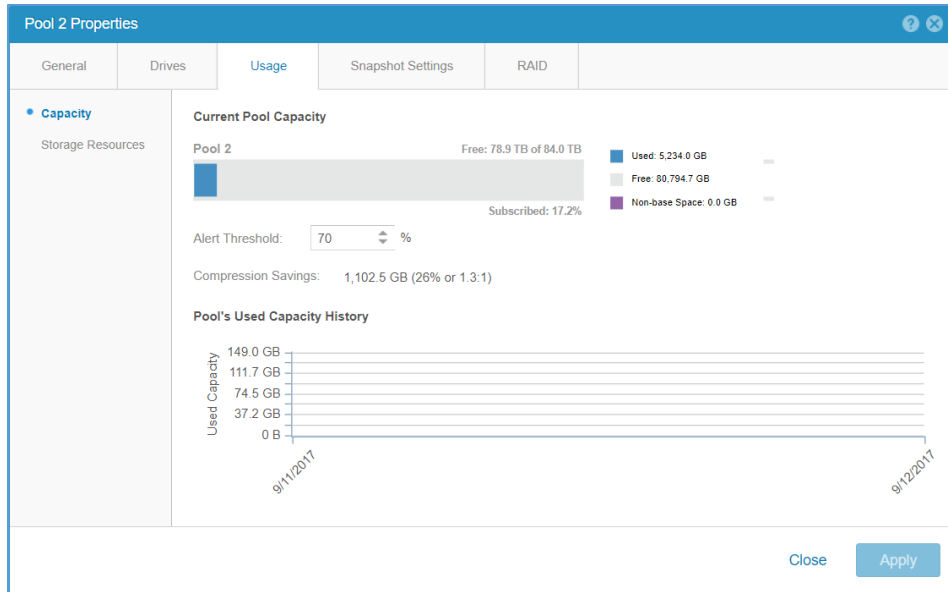 Pool 2 Properties
General Drives Usage Snapshot Settings RAID
Capacity
Storage Resources
Current Pool Capacity
Pool 2 Free: 78.9 TB of 84.0 TB
Used: 5,234.0 GB
Free: 80,794.7 GB
Non-base Space: 0.0 GB
Subscribed: 17.2%
Alert Threshold: 70 %
Compression Savings: 1,102.5 GB (26% or 1.3:1)
Pool's Used Capacity History
Used Capacity
149.0 GB
111.7 GB
74.5 GB
37.2 GB
0 B
9/11/2017 9/12/2017
Close Apply